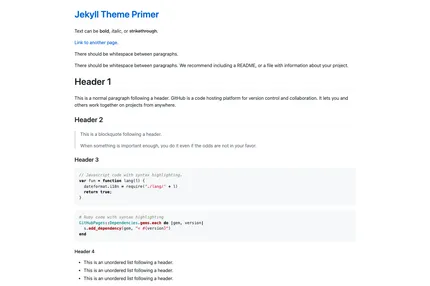 Jekyll Theme Primer
Text can be bold, italic, or strikethrough.
Link to another page.
There should be whitespace between paragraphs.
There should be whitespace between paragraphs. We recommend including a README, or a file with information about your project.
Header 1
This is a normal paragraph following a header. GitHub is a code hosting platform for version control and collaboration. It lets you and
others work together on projects from anywhere.
Header 2
This is a blockquote following a header.
When something is important enough, you do it even if the odds are not in your favor.
Header 3
// Javascript code with syntax highlighting.
var fun = function lang(l) {
dateformat.i18n = require('./lang/' + l)
return true;
}
# Ruby code with syntax highlighting
GitHubPages::Dependencies.gems.each do |gem, version|
s.add_dependency(gem, "= #{version}")
end
Header 4
This is an unordered list following a header.
This is an unordered list following a header.
This is an unordered list following a header.